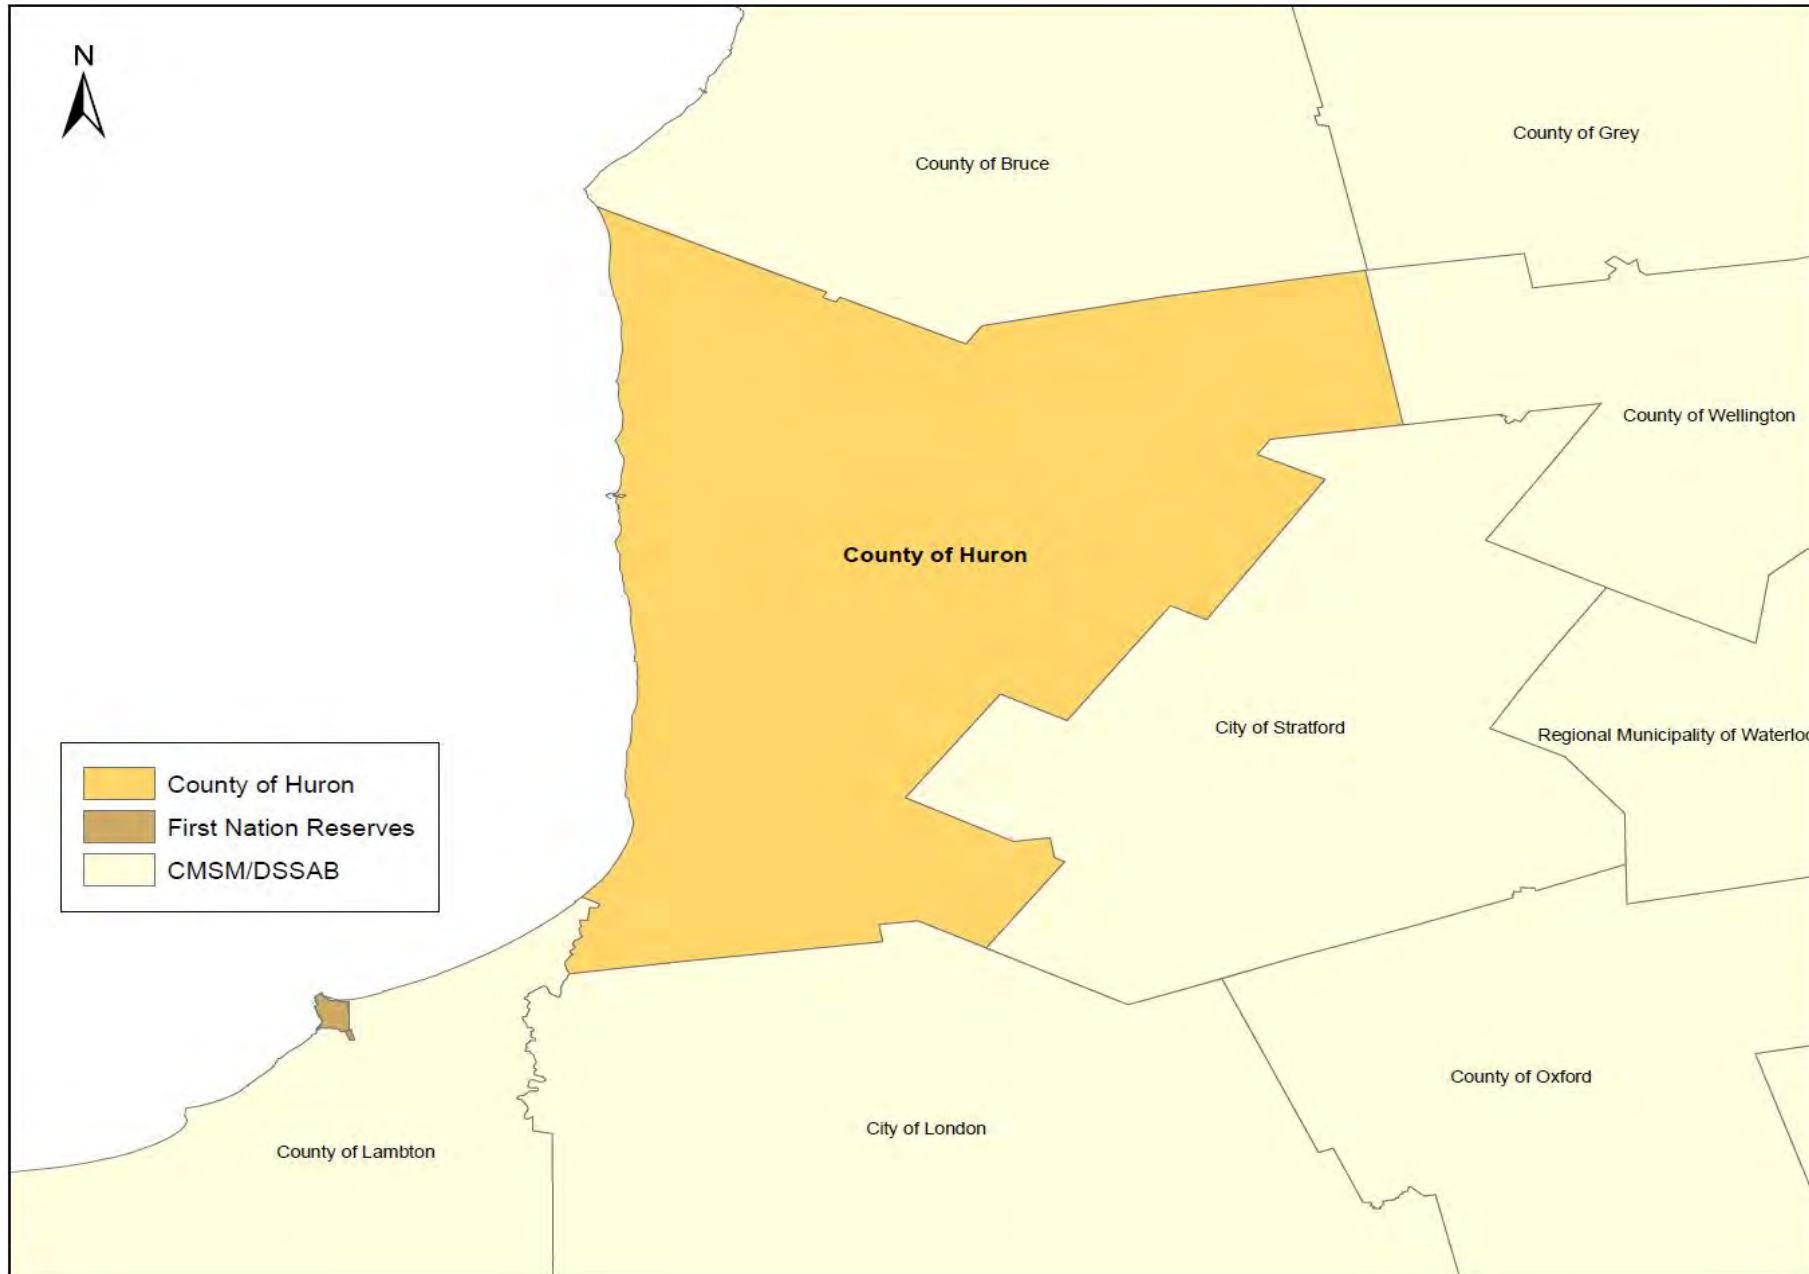 N
County of Grey
County of Bruce
County of Wellington
County of Huron
City of Stratford
Regional Municipality of
County of Huron
First Nation Reserves
CMSM/DSSAB
County of Oxford
City of London
County of Lambton